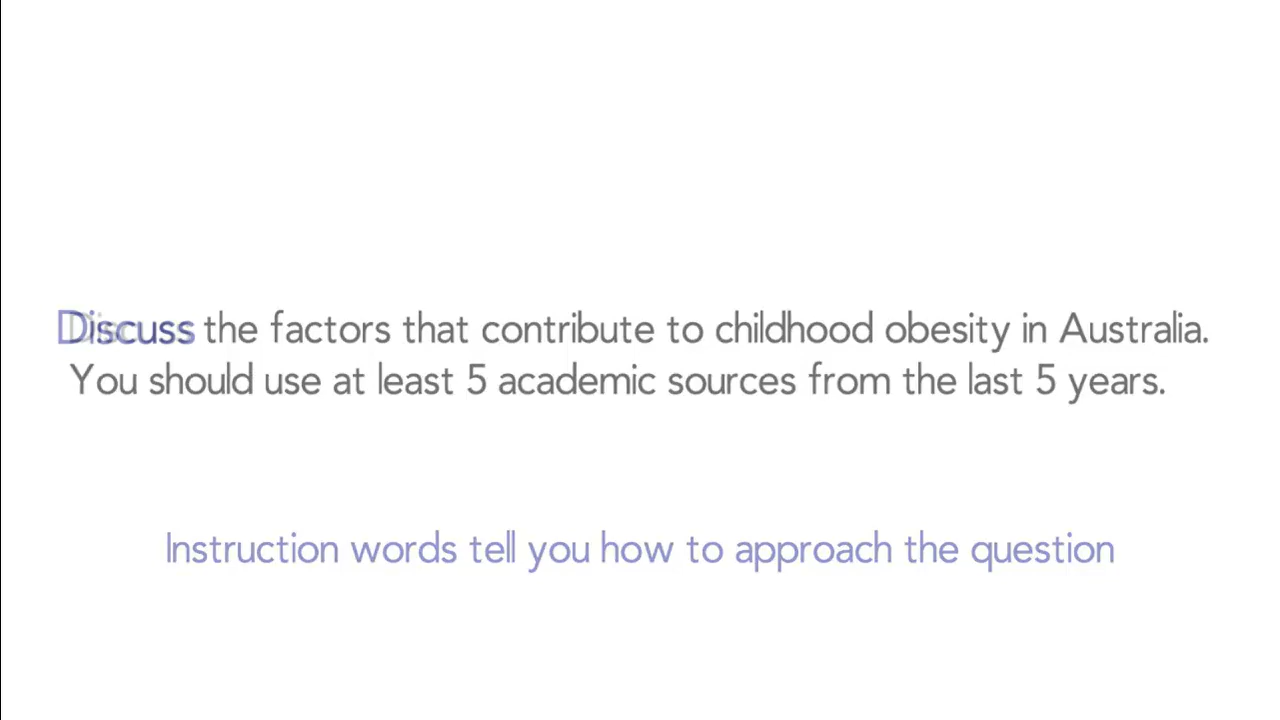 Discuss the factors that contribute to childhood obesity in Australia.
You should use at least 5 academic sources from the last 5 years.
Instruction words tell you how to approach the question